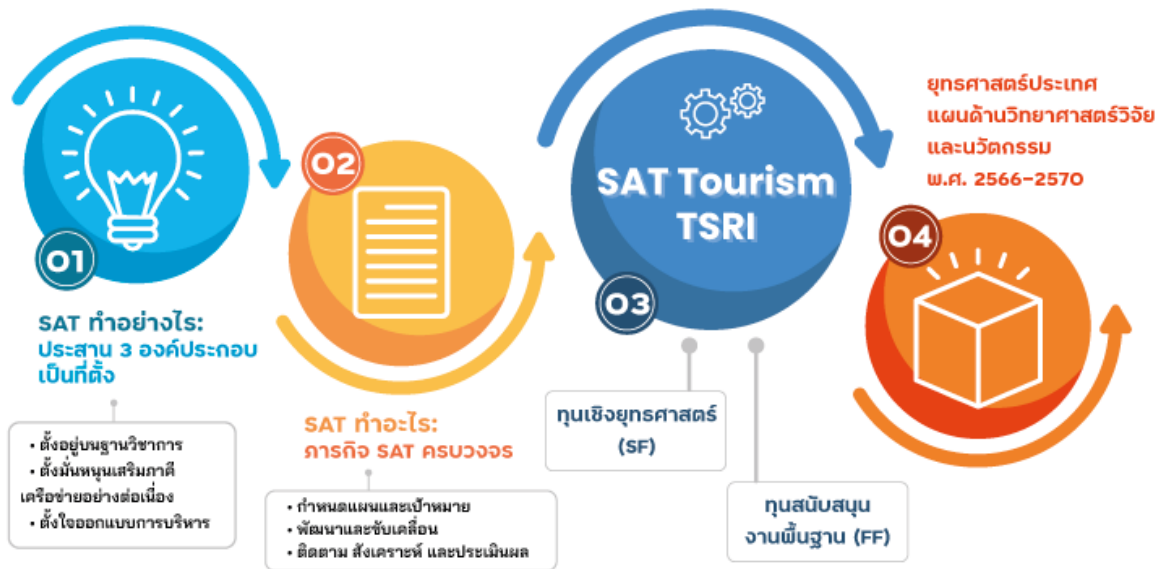 01
SAT ทำอย่างไร:
ประสาน 3 องค์ประกอบ
เป็นที่ตั้ง
• ตั้งอยู่บนฐานวิชาการ
• ตั้งมั่นหนุนเสริมภาคี
เครือข่ายอย่างต่อเนื่อง
• ตั้งใจออกแบบการบริหาร
02
SAT ทำอะไร:
ภารกิจ SAT ครบวงจร
• กำหนดแผนและเป้าหมาย
• พัฒนาและขับเคลื่อน
• ติดตาม สังเคราะห์ และประเมินผล
SAT Tourism
TSRI
03
ทุนเชิงยุทธศาสตร์
(SF)
ทุนสนับสนุน
งานพื้นฐาน (FF)
ยุทธศาสตร์ประเทศ
แผนด้านวิทยาศาสตร์วิจัย
และนวัตกรรม
พ.ศ. 2566-2570
04